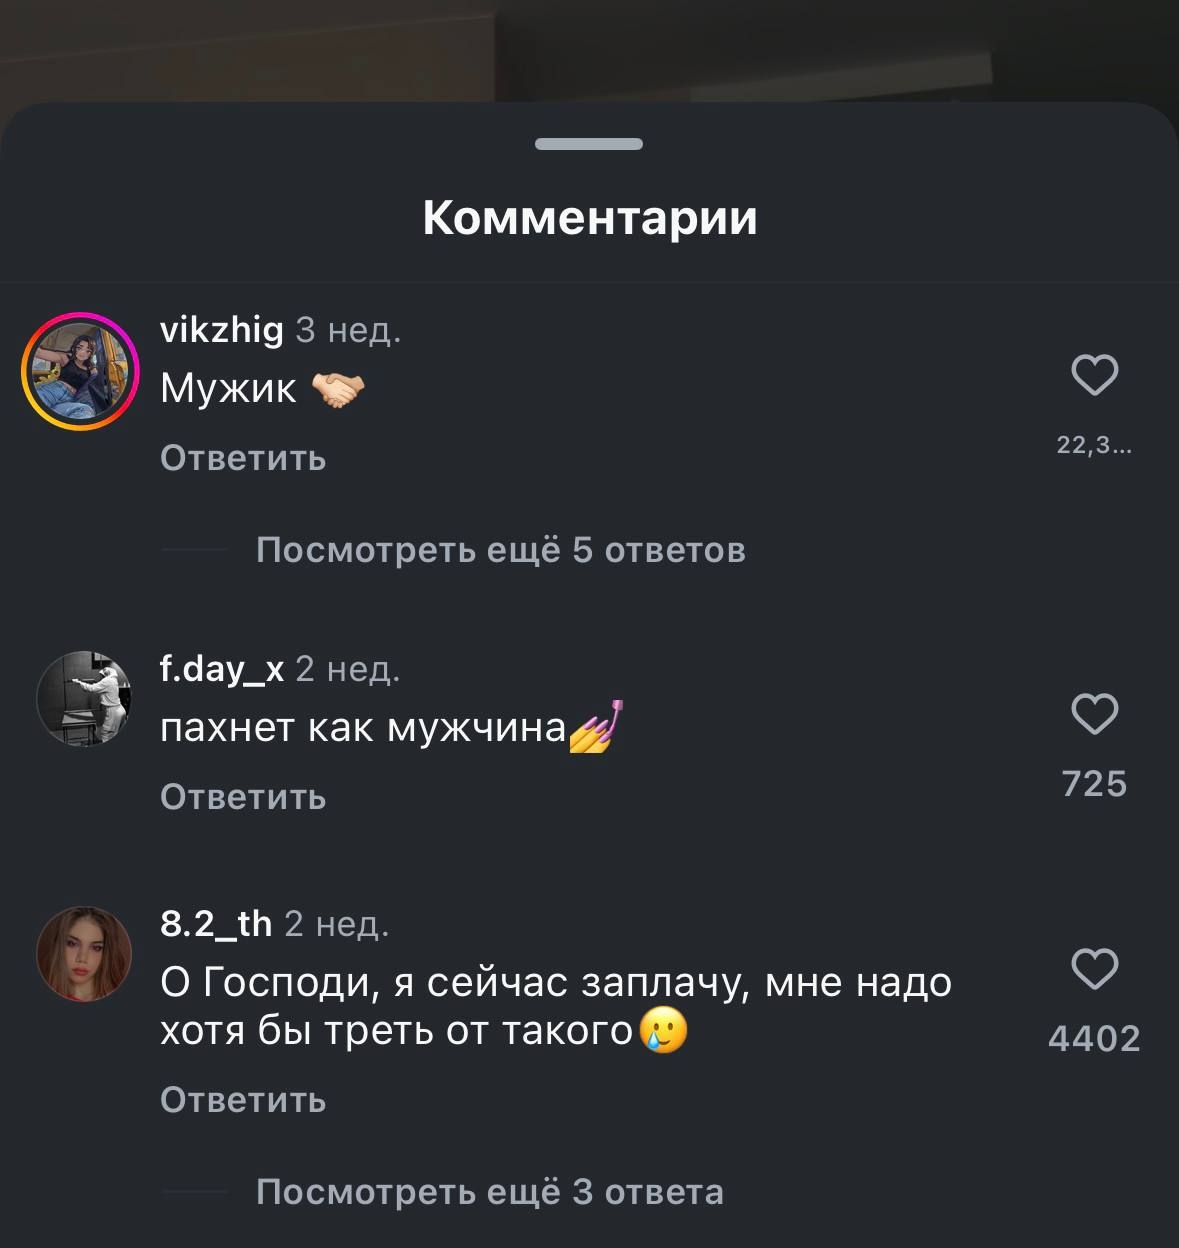 Комментарии
vikzhig 3 нед.
Мужик 🤝🏻
22,3...
Ответить
Посмотреть ещё 5 ответов
f.day_x 2 нед.
пахнет как мужчина💅
725
Ответить
8.2_th 2 нед.
О Господи, я сейчас заплачу, мне надо
хотя бы треть от такого🥲
4402
Ответить
Посмотреть ещё 3 ответа